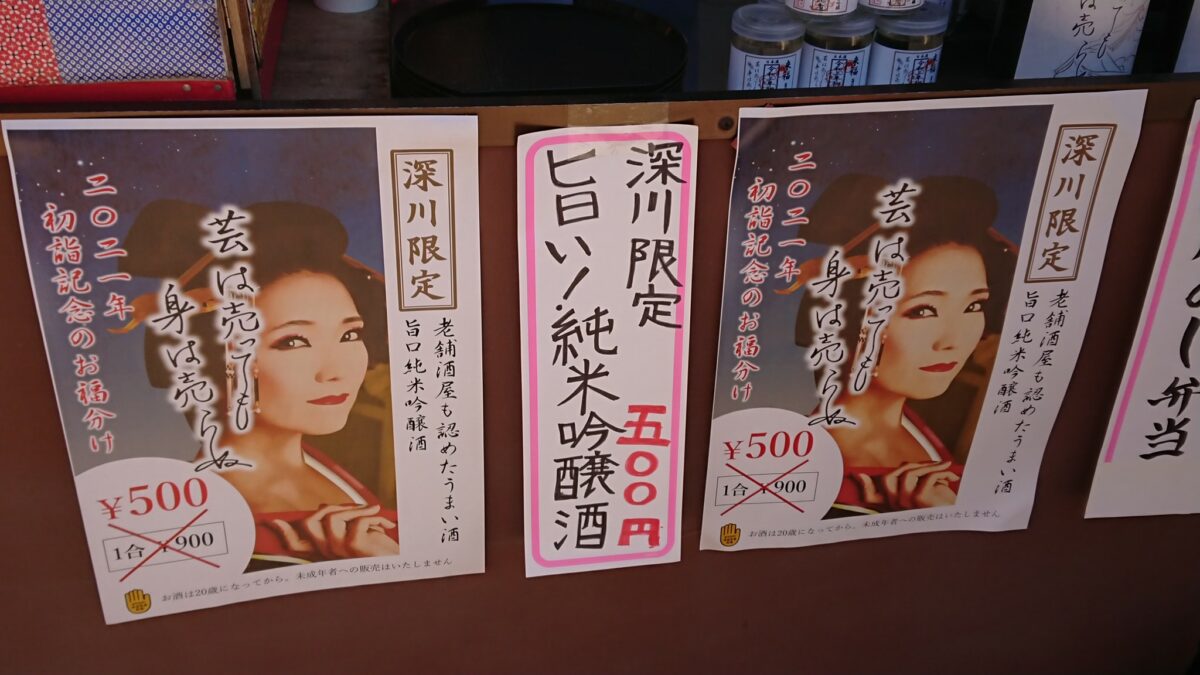 深川限定
老舗酒屋も認めたうまい酒
旨口純米吟醸酒
芸は売っても
身は売らぬ
二〇二一年
初詣記念のお福分け
¥500
1合 ¥900
お酒は20歳になってから。未成年者への販売はいたしません
深川限定 五〇〇円
旨い!純米吟醸酒
深川限定
老舗酒屋も認めたうまい酒
旨口純米吟醸酒
芸は売っても
身は売らぬ
二〇二一年
初詣記念のお福分け
¥500
1合 ¥900
お酒は20歳になってから。未成年者への販売はいたしません
弁当
ても
は売ら